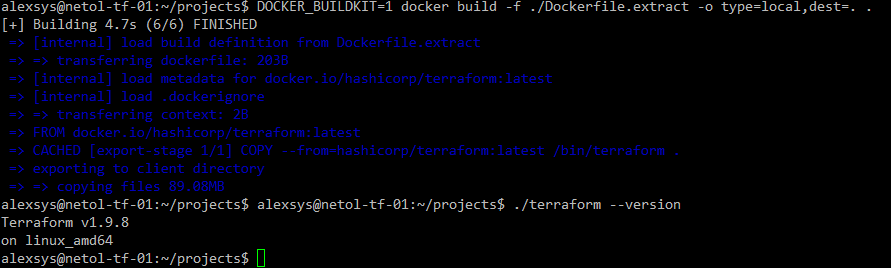 alexsys@netol-tf-01:~/projects$ DOCKER_BUILDKIT=1 docker build -f ./Dockerfile.extract -o type=local,dest=. .
[+] Building 4.7s (6/6) FINISHED
=> [internal] load build definition from Dockerfile.extract
=> => transferring dockerfile: 203B
=> [internal] load metadata for docker.io/hashicorp/terraform:latest
=> [internal] load .dockerignore
=> => transferring context: 2B
=> FROM docker.io/hashicorp/terraform:latest
=> CACHED [export-stage 1/1] COPY --from=hashicorp/terraform:latest /bin/terraform .
=> exporting to client directory
=> => copying files 89.08MB
alexsys@netol-tf-01:~/projects$ alexsys@netol-tf-01:~/projects$ ./terraform --version
Terraform v1.9.8
on linux_amd64
alexsys@netol-tf-01:~/projects$